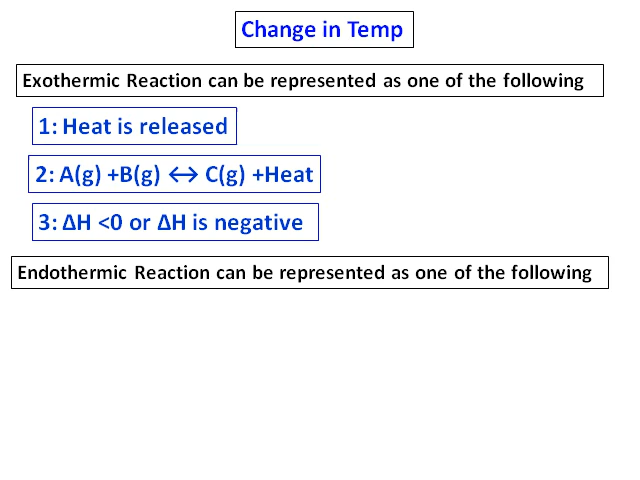 Change in Temp
Exothermic Reaction can be represented as one of the following
1: Heat is released
2: A(g) +B(g) ↔ C(g) +Heat
3: ΔH <0 or ΔH is negative
Endothermic Reaction can be represented as one of the following